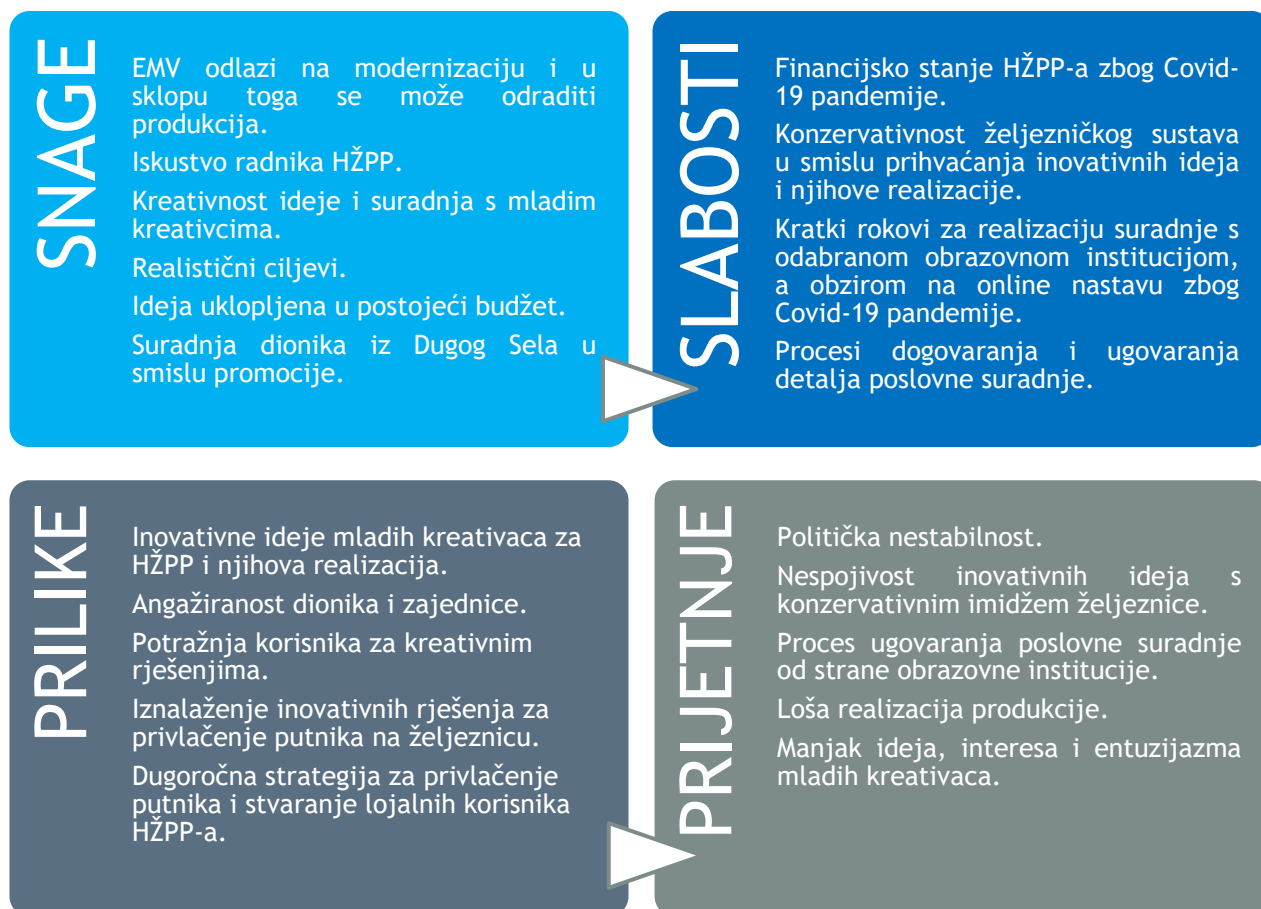 SNAGE
EMV odlazi na modernizaciju i u
sklopu toga se može odraditi
produkcija.
Iskustvo radnika HŽPP.
Kreativnost ideje i suradnja s mladim
kreativcima.
Realistični ciljevi.
Ideja uklopljena u postojeći budžet.
Suradnja dionika iz Dugog Sela u
smislu promocije.
SLABOSTI
Financijsko stanje HŽPP-a zbog Covid-
19 pandemije.
Konzervativnost željezničkog sustava
u smislu prihvaćanja inovativnih ideja
i njihove realizacije.
Kratki rokovi za realizaciju suradnje s
odabranom obrazovnom institucijom,
a obzirom na online nastavu zbog
Covid-19 pandemije.
Procesi dogovaranja i ugovaranja
detalja poslovne suradnje.
PRILIKE
Inovativne ideje mladih kreativaca za
HŽPP i njihova realizacija.
Angažiranost dionika i zajednice.
Potražnja korisnika za kreativnim
rješenjima.
Iznalaženje inovativnih rješenja za
privlačenje putnika na željeznicu.
Dugoročna strategija za privlačenje
putnika i stvaranje lojalnih korisnika
HŽPP-a.
PRIJETNJE
Politička nestabilnost.
Nespojivost inovativnih ideja s
konzervativnim imidžem željeznice.
Proces ugovaranja poslovne suradnje
od strane obrazovne institucije.
Loša realizacija produkcije.
Manjak ideja, interesa i entuzijazma
mladih kreativaca.